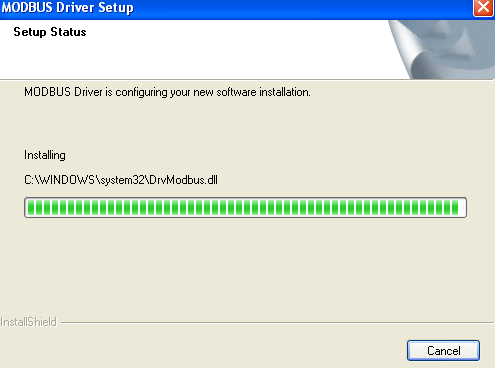 MODBUS Driver Setup
Setup Status
MODBUS Driver is configuring your new software installation.
Installing
C:\WINDOWS\system32\DrvModbus.dll
InstallShield
Cancel